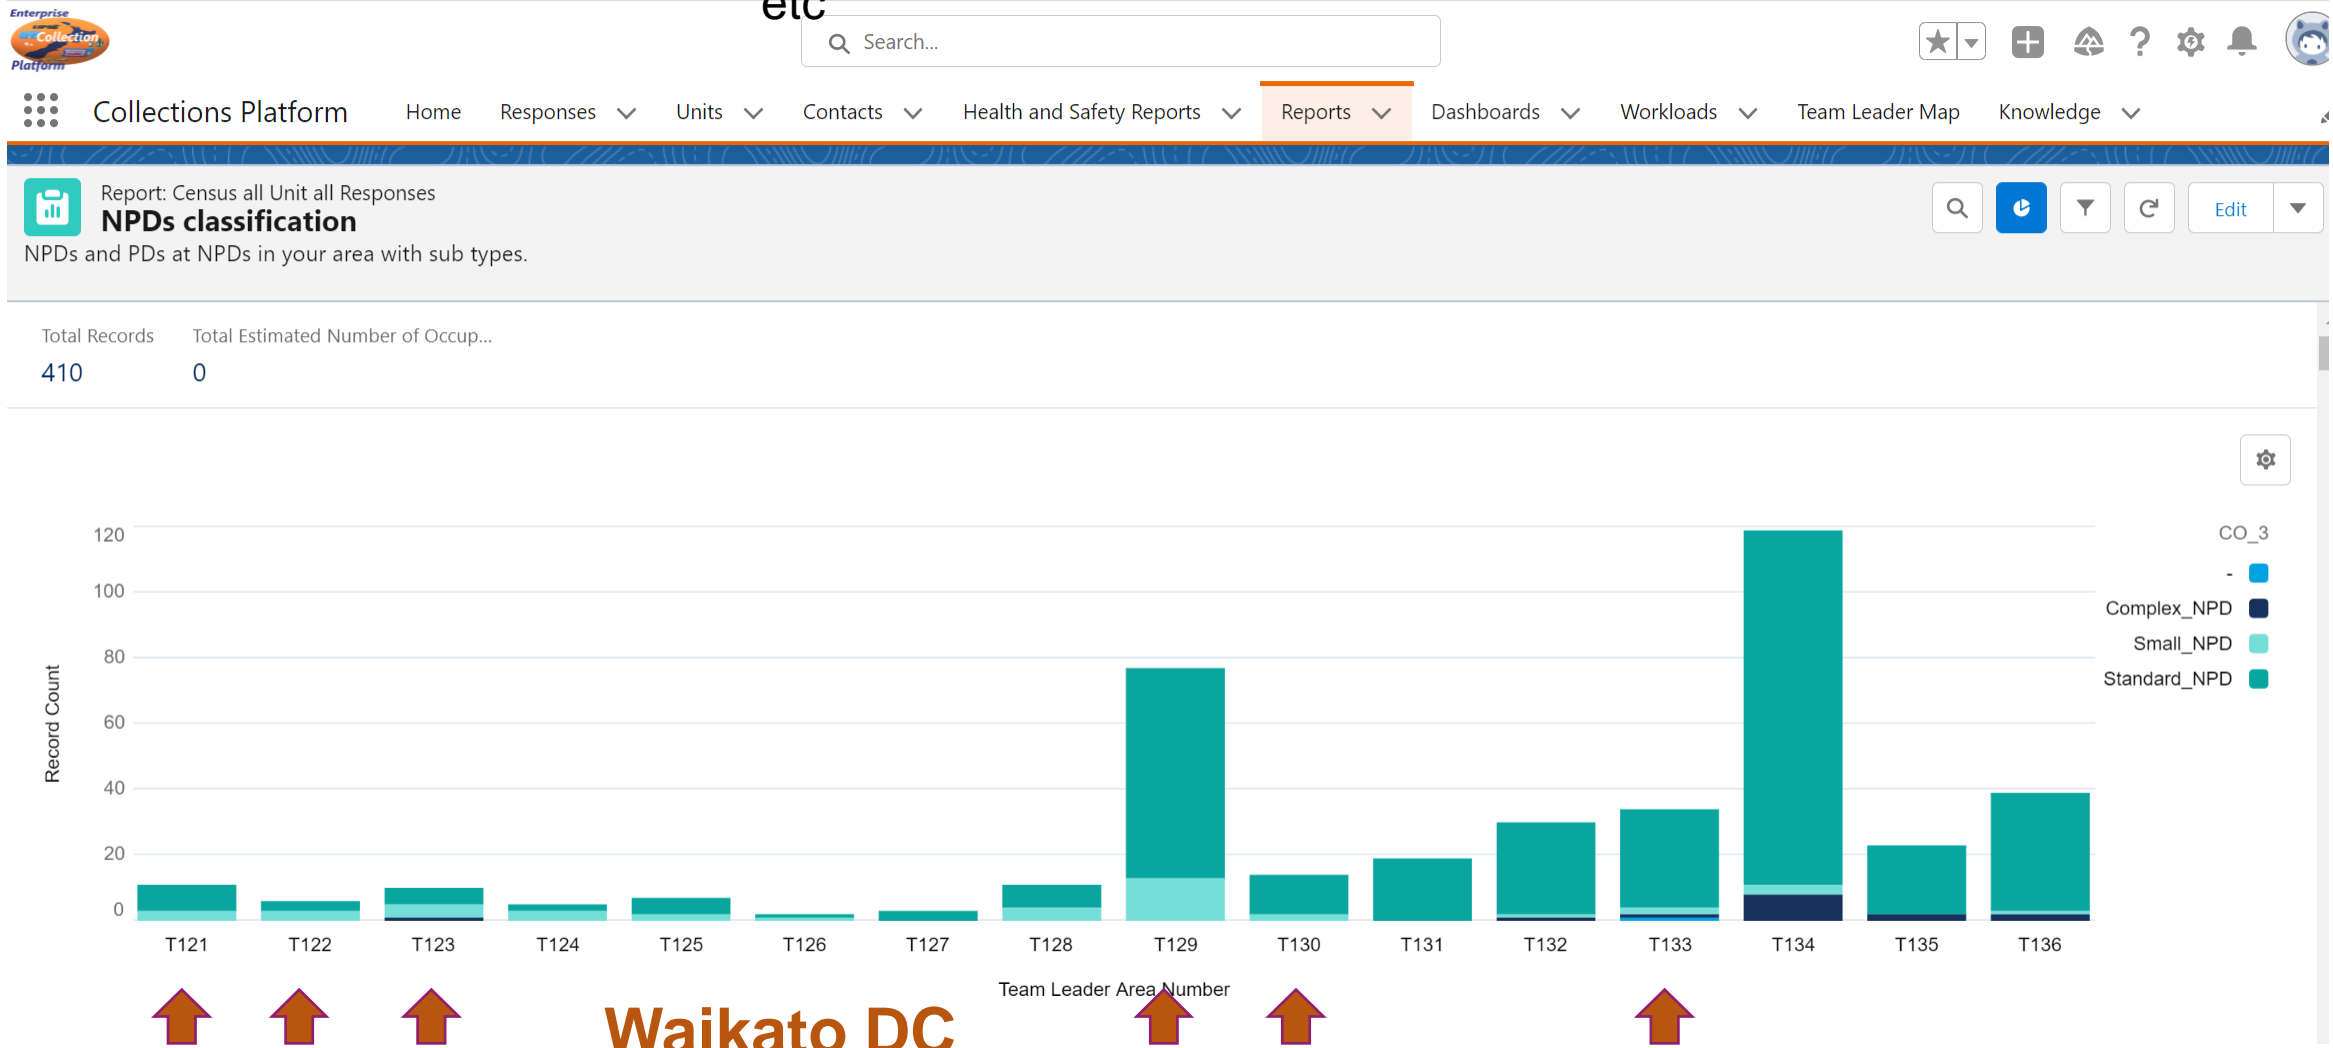 etc
Enterprise
Collection
Platform
Search...
Collections Platform
Home
Responses
Units
Contacts
Health and Safety Reports
Reports
Dashboards
Workloads
Team Leader Map
Knowledge
Report: Census all Unit all Responses
NPDs classification
NPDs and PDs at NPDs in your area with sub types.
Edit
Total Records
410
Total Estimated Number of Occup...
0
Record Count
120
100
80
60
40
20
0
CO_3
-
Complex_NPD
Small_NPD
Standard_NPD
T121
T122
T123
T124
T125
T126
T127
T128
T129
T130
T131
T132
T133
T134
T135
T136
Team Leader Area Number
Waikato DC